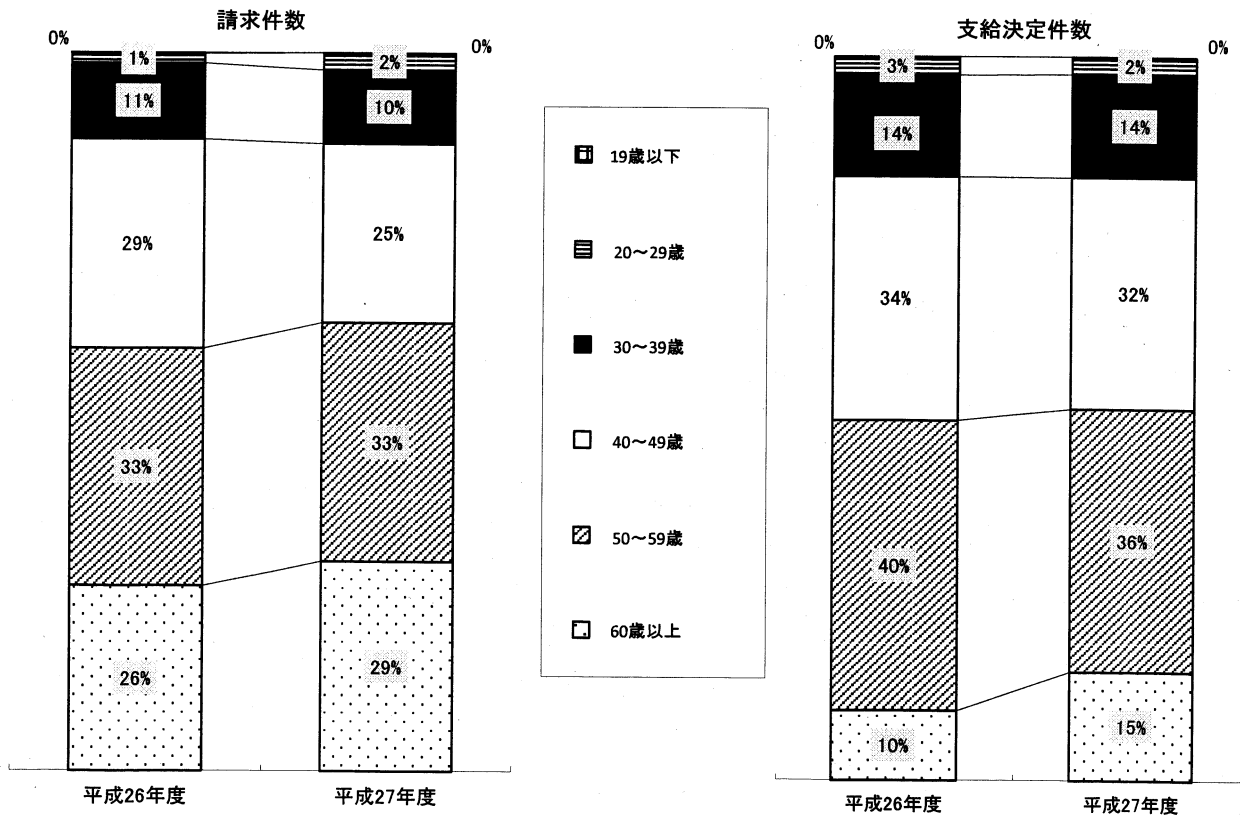 請求件数
0%
0%
1%
2%
11%
10%
29%
25%
33%
33%
26%
29%
平成26年度
平成27年度
19歳以下
20～29歳
30～39歳
40～49歳
50～59歳
60歳以上
支給決定件数
0%
0%
3%
2%
14%
14%
34%
32%
40%
36%
10%
15%
平成26年度
平成27年度